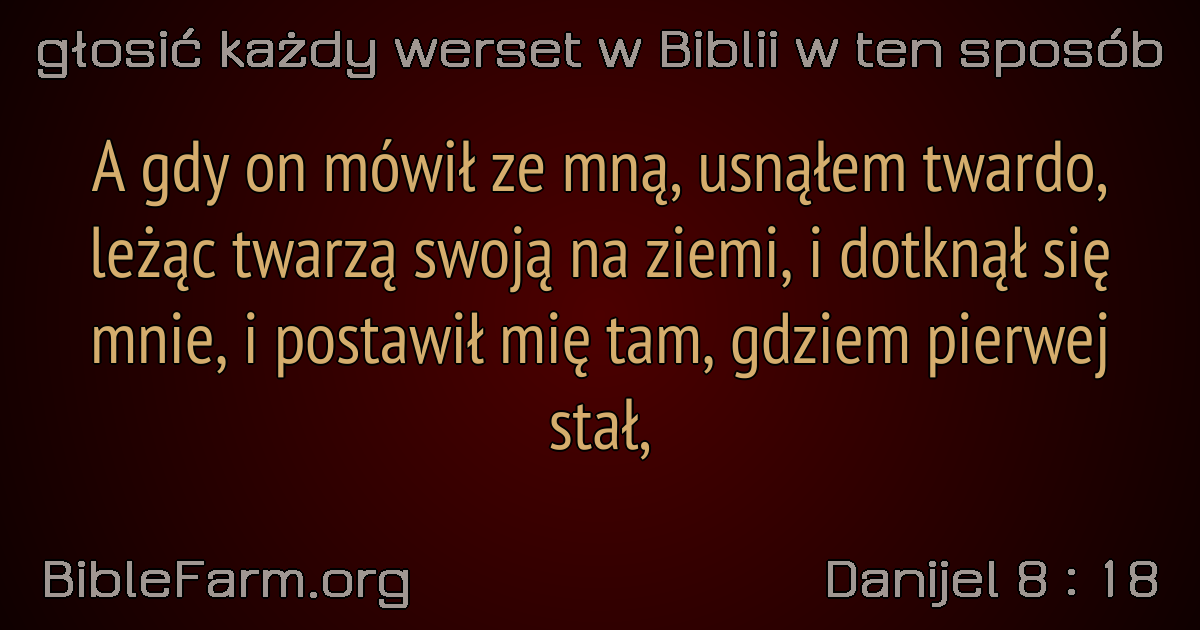 głosić każdy werset w Biblii w ten sposób
A gdy on mówił ze mną, usnąłem twardo,
leżąc twarzą swoją na ziemi, i dotknął się
mnie, i postawił mię tam, gdziem pierwej
stał,
BibleFarm.org
Danijel 8 : 18